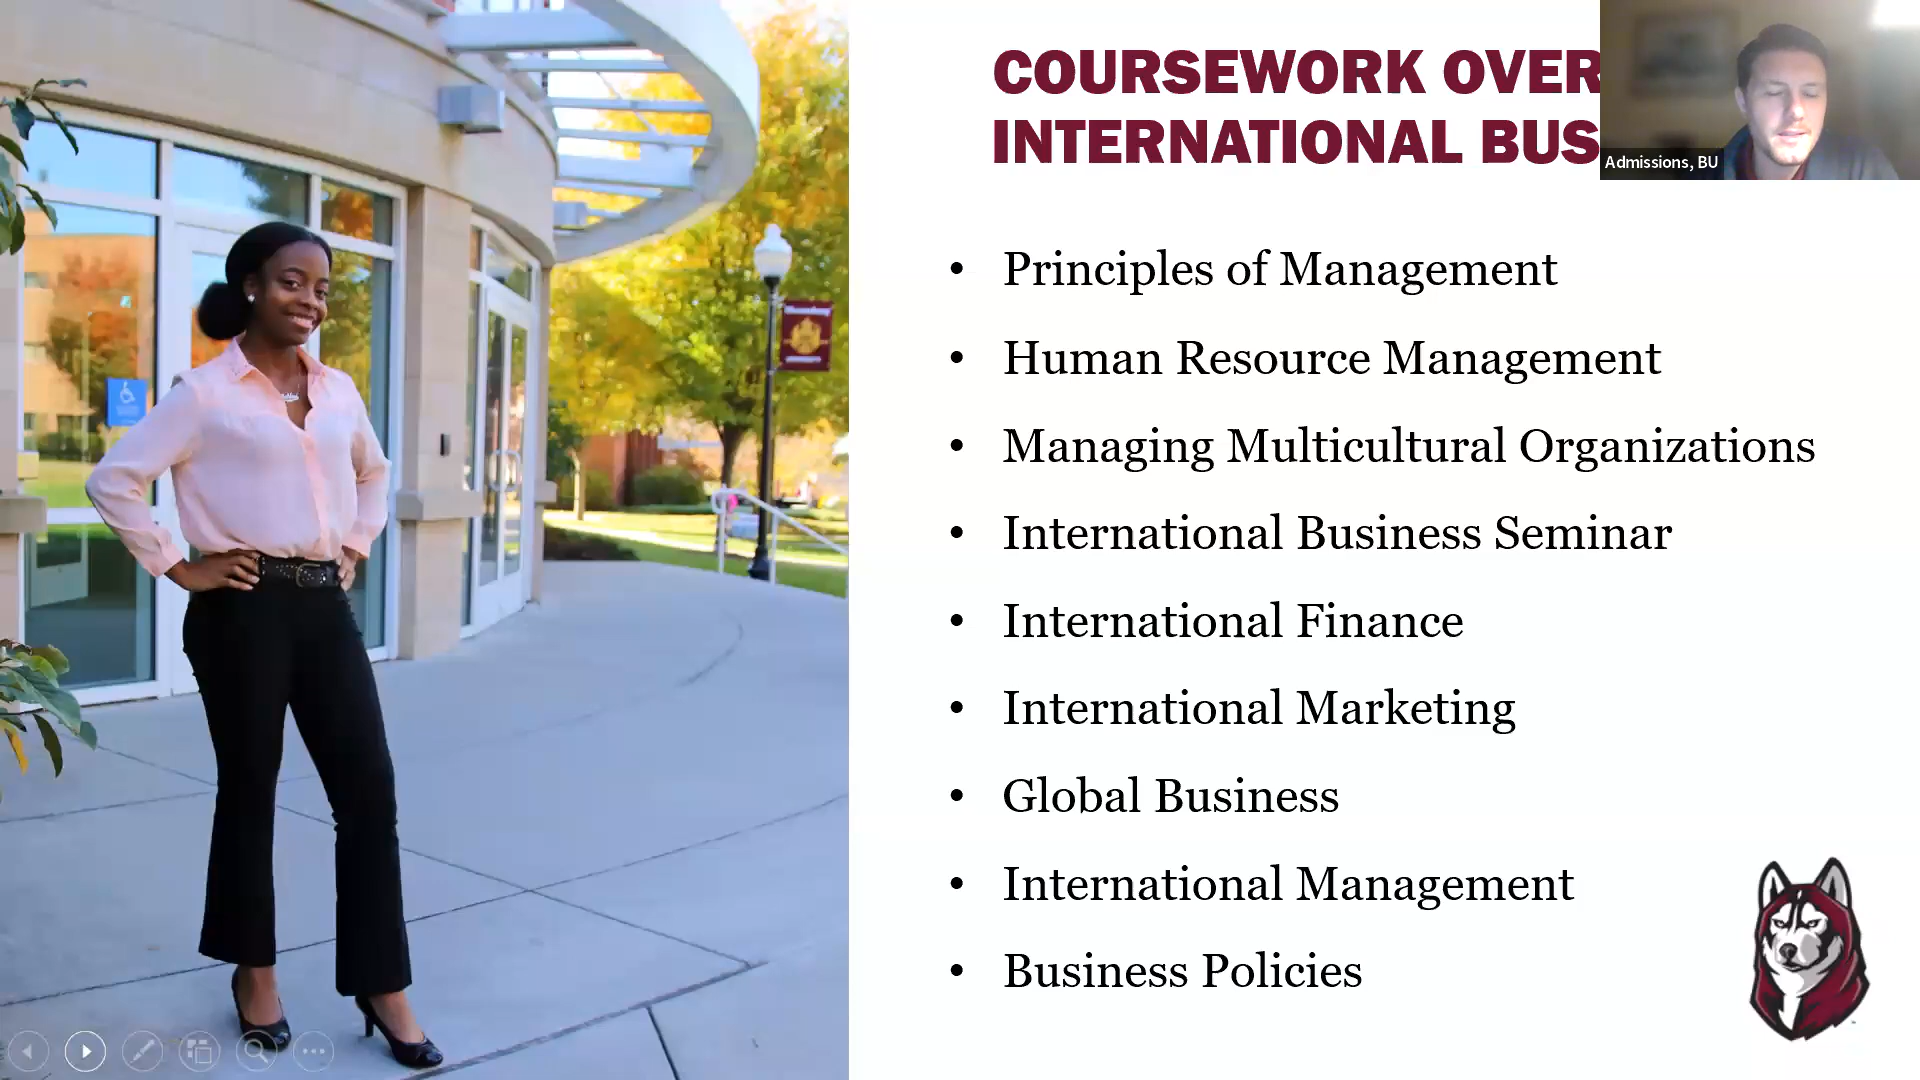 COURSEWORK OVER
INTERNATIONAL BUS
Admissions, BU
• Principles of Management
• Human Resource Management
• Managing Multicultural Organizations
• International Business Seminar
• International Finance
• International Marketing
• Global Business
• International Management
• Business Policies